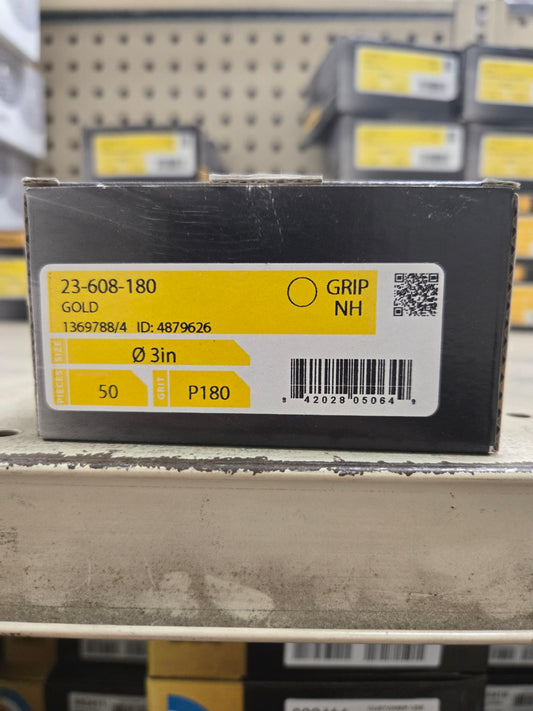 23-608-180
GOLD
1369788/4 ID: 4879626
GRIP
NH
SIZE
Ø 3in
PIECES
50
GRIT
P180
8 42028 05064 9